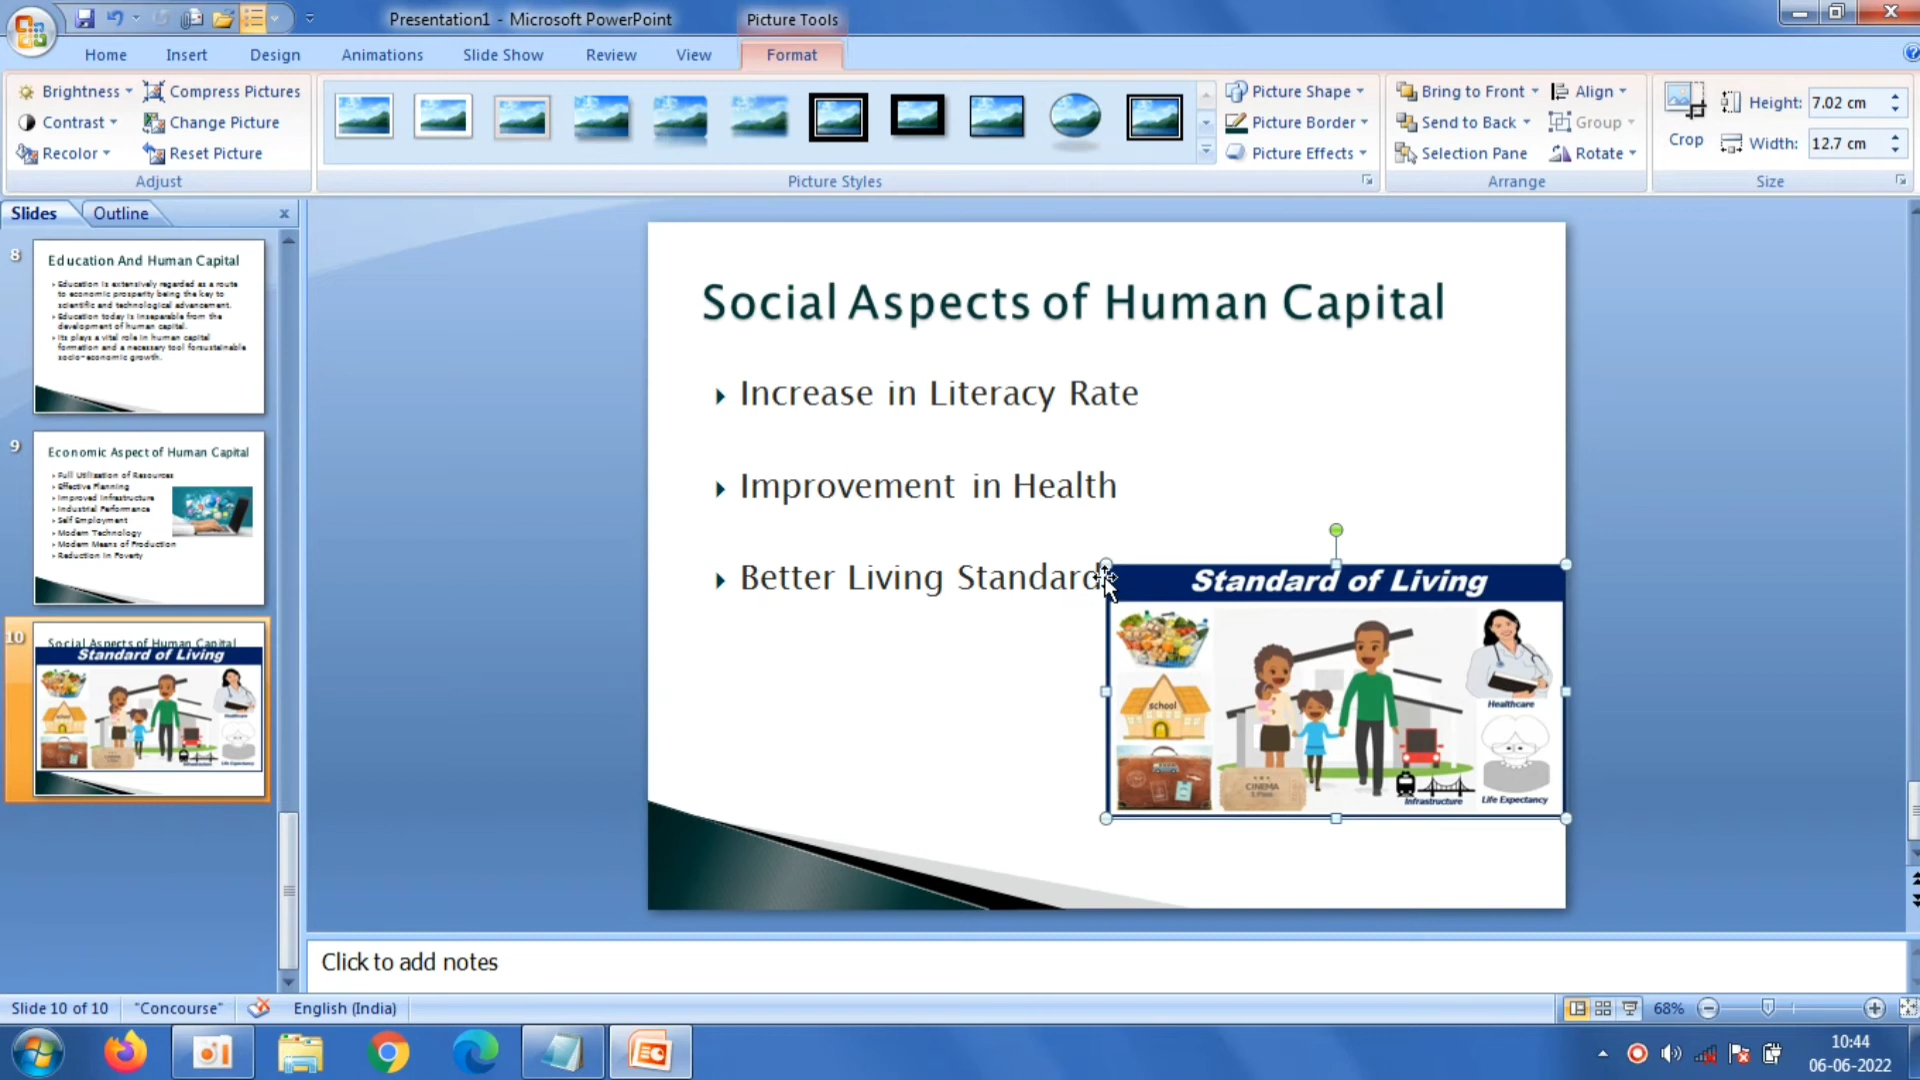 Presentation1 - Microsoft PowerPoint
Picture Tools
Home
Insert
Design
Animations
Slide Show
Review
View
Format
Brightness
Contrast
Recolor
Compress Pictures
Change Picture
Reset Picture
Adjust
Picture Styles
Picture Shape
Picture Border
Picture Effects
Bring to Front
Send to Back
Selection Pane
Align
Group
Rotate
Arrange
Crop
Height: 7.02 cm
Width: 12.7 cm
Size
Slides
Outline
8
Education And Human Capital
Education is extensively regarded as a route
to economic prosperity being the key to
scientific and technological advancement.
Education today is inseparable from the
development of human capital.
Its plays a vital role in human capital
formation and a necessary tool forsustainable
socio-economic growth.
9
Economic Aspect of Human Capital
Full Utilisation of Resources
Effective Planning
Improved Infrastructure
Industrial Performance
Self Employment
Modern Technology
Modern Means of Production
Reduction in Poverty
10
Social Aspects of Human Capital
Standard of Living
school
Healthcare
Infrastructure
Life Expectancy
Social Aspects of Human Capital
Increase in Literacy Rate
Improvement in Health
Better Living Standard
Standard of Living
school
Healthcare
CINEMA
Infrastructure
Life Expectancy
Click to add notes
Slide 10 of 10
"Concourse"
English (India)
68%
10:44
06-06-2022